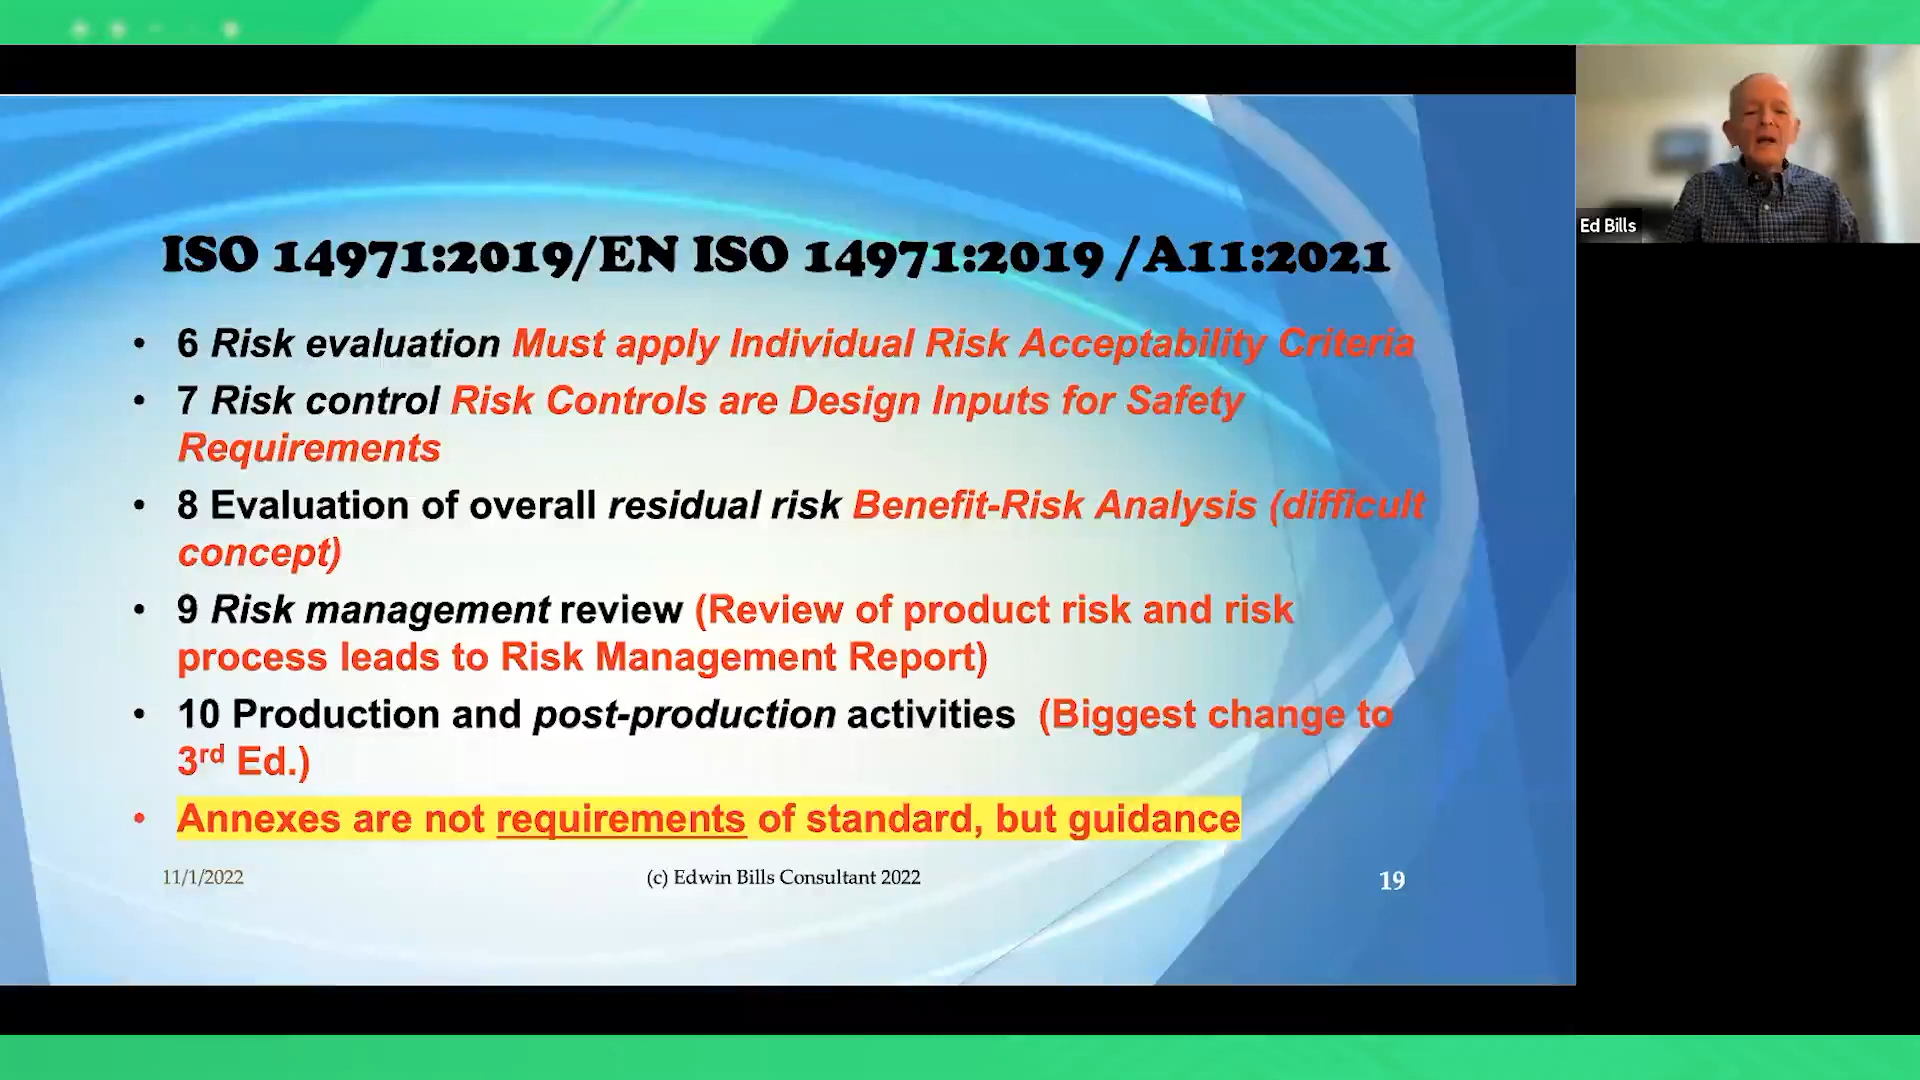 ISO 14971:2019/EN ISO 14971:2019 /A11:2021
• 6 Risk evaluation Must apply Individual Risk Acceptability Criteria
• 7 Risk control Risk Controls are Design Inputs for Safety
Requirements
• 8 Evaluation of overall residual risk Benefit-Risk Analysis (difficult
concept)
• 9 Risk management review (Review of product risk and risk
process leads to Risk Management Report)
• 10 Production and post-production activities (Biggest change to
3rd Ed.)
• Annexes are not requirements of standard, but guidance
11/1/2022
(c) Edwin Bills Consultant 2022
19
Ed Bills